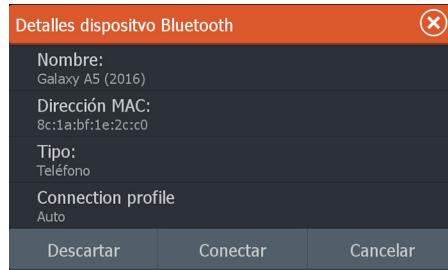 Detalles dispositvo Bluetooth
Nombre:
Galaxy A5 (2016)
Dirección MAC:
8c:1a:bf:1e:2c:c0
Tipo:
Teléfono
Connection profile
Auto
Descartar Conectar Cancelar